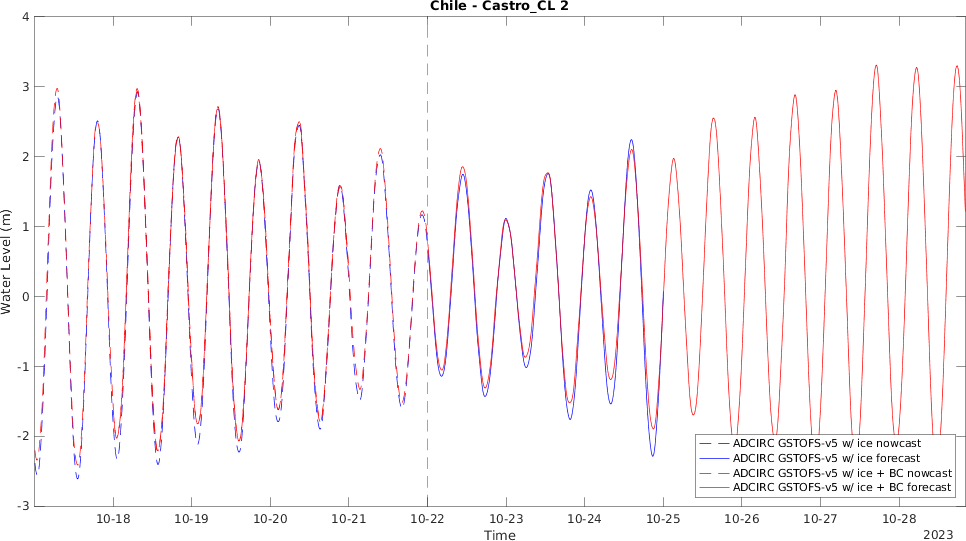 Chile - Castro_CL 2
4
3
2
1
0
-1
-2
-3
Water Level (m)
ADCIRC GSTOFS-v5 w/ ice nowcast
ADCIRC GSTOFS-v5 w/ ice forecast
ADCIRC GSTOFS-v5 w/ ice + BC nowcast
ADCIRC GSTOFS-v5 w/ ice + BC forecast
10-18 10-19 10-20 10-21 10-22 10-23 10-24 10-25 10-26 10-27 10-28
Time
2023